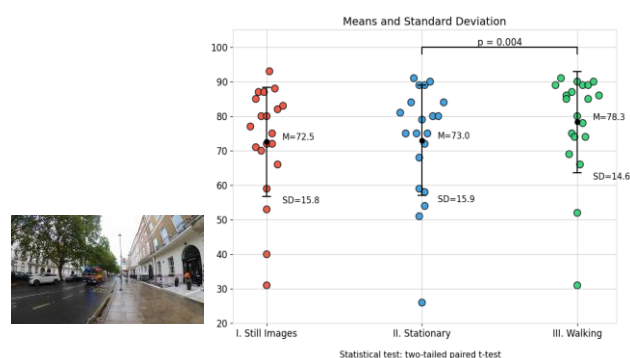 Means and Standard Deviation
100
90
80
70
60
50
40
30
20
p = 0.004
M=72.5
SD=15.8
M=73.0
SD=15.9
M=78.3
SD=14.6
I. Still Images
II. Stationary
III. Walking
Statistical test: two-tailed paired t-test